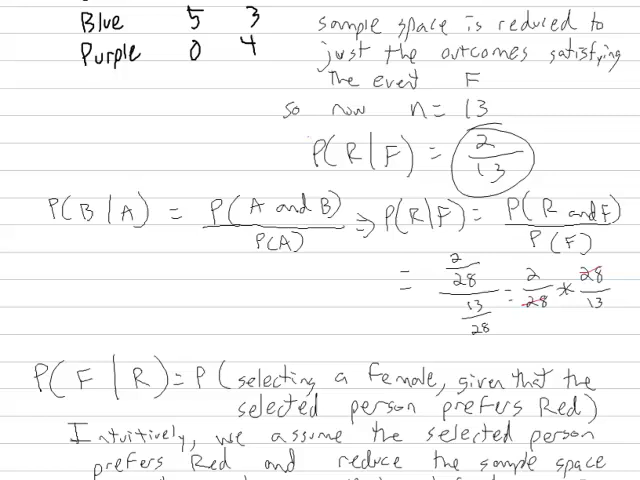 Blue 5 3 sample space is reduced to
Purple 0 4 just the outcomes satisfying
the event F
so now n = 13
P(R|F) = 2/13
P(B|A) = P(A and B)/P(A) => P(R|F) = P(R and F)/P(F)
= (2/28)/(13/28) = 2/28 * 28/13
P(F|R) = P(selecting a female, given that the
selected person prefers Red)
Intuitively, we assume the selected person
prefers Red and reduce the sample space